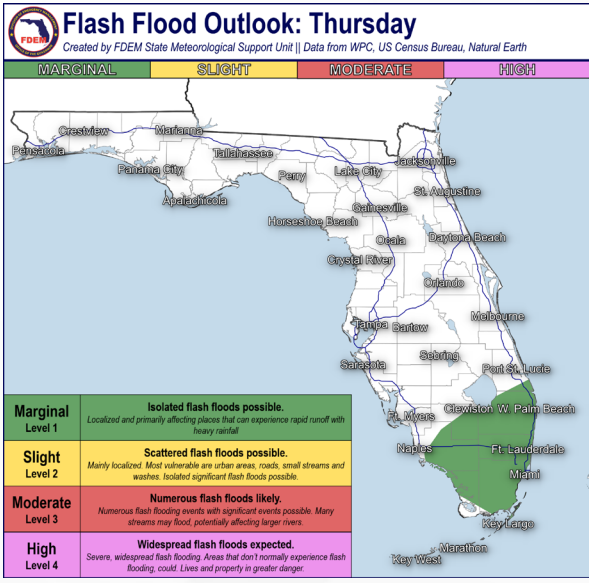 Flash Flood Outlook: Thursday
Created by FDEM State Meteorological Support Unit || Data from WPC, US Census Bureau, Natural Earth
FDEM
MARGINAL
SLIGHT
MODERATE
HIGH
Crestview
Marianna
Pensacola
Tallahassee
Jacksonville
Panama City
Perry
Lake City
St. Augustine
Apalachicola
Gainesville
Horseshoe Beach
Ocala
Daytona Beach
Crystal River
Orlando
Tampa
Bartow
Melbourne
Sebring
Sarasota
Port St. Lucie
Ft. Myers
Clewiston
W. Palm Beach
Naples
Ft. Lauderdale
Miami
Key Largo
Marathon
Key West
Marginal
Level 1
Isolated flash floods possible.
Localized and primarily affecting places that can experience rapid runoff with
heavy rainfall
Slight
Level 2
Scattered flash floods possible.
Mainly localized. Most vulnerable are urban areas, roads, small streams and
washes. Isolated significant flash floods possible.
Moderate
Level 3
Numerous flash floods likely.
Numerous flash flooding events with significant events possible. Many
streams may flood, potentially affecting larger rivers.
High
Level 4
Widespread flash floods expected.
Severe, widespread flash flooding. Areas that don't normally experience flash
flooding, could. Lives and property in greater danger.